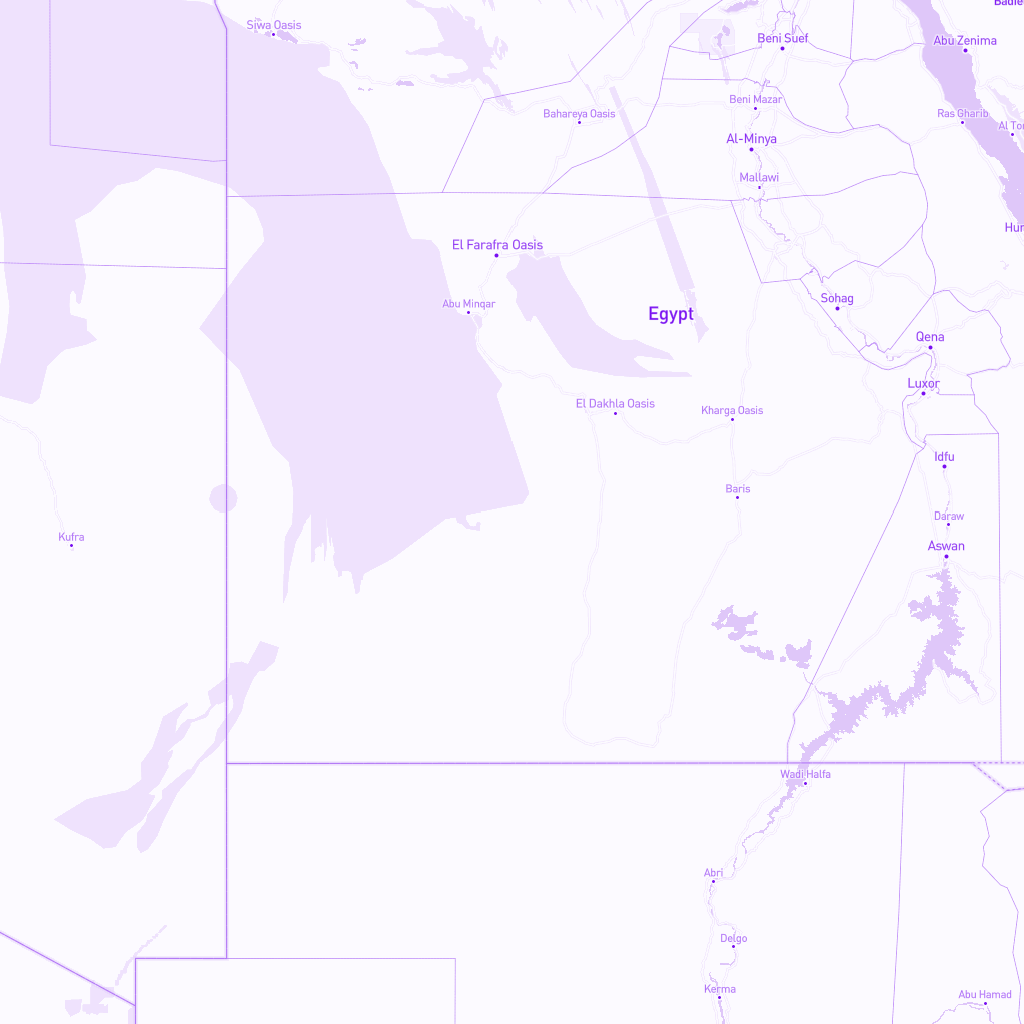 Badie
Siwa Oasis
Beni Suef
Abu Zenima
Beni Mazar
Bahareya Oasis
Ras Gharib
Al Tor
Al-Minya
Mallawi
Hur
El Farafra Oasis
Abu Minqar
Sohag
Egypt
Qena
Luxor
El Dakhla Oasis
Kharga Oasis
Idfu
Baris
Daraw
Kufra
Aswan
Wadi Halfa
Abri
Delgo
Kerma
Abu Hamad